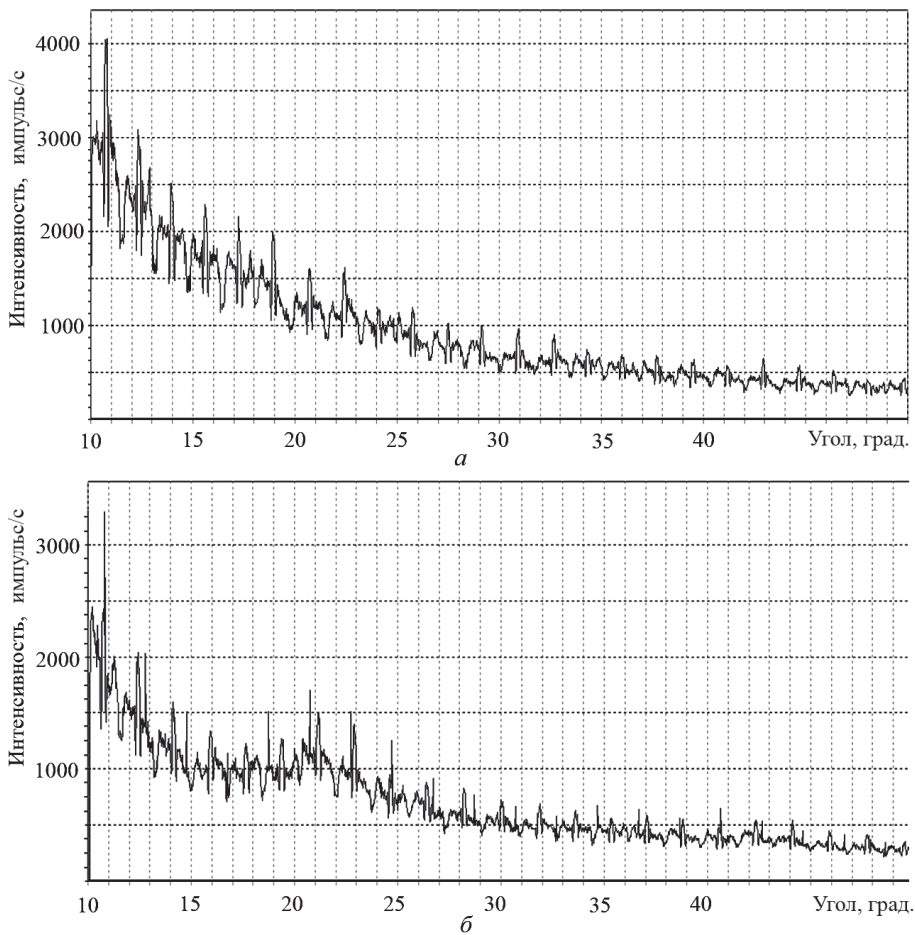 Интенсивность, импульс/с
4000
3000
2000
1000
10 15 20 25 30 35 40 Угол, град.
а
Интенсивность, импульс/с
3000
2000
1000
10 15 20 25 30 35 40 Угол, град.
б